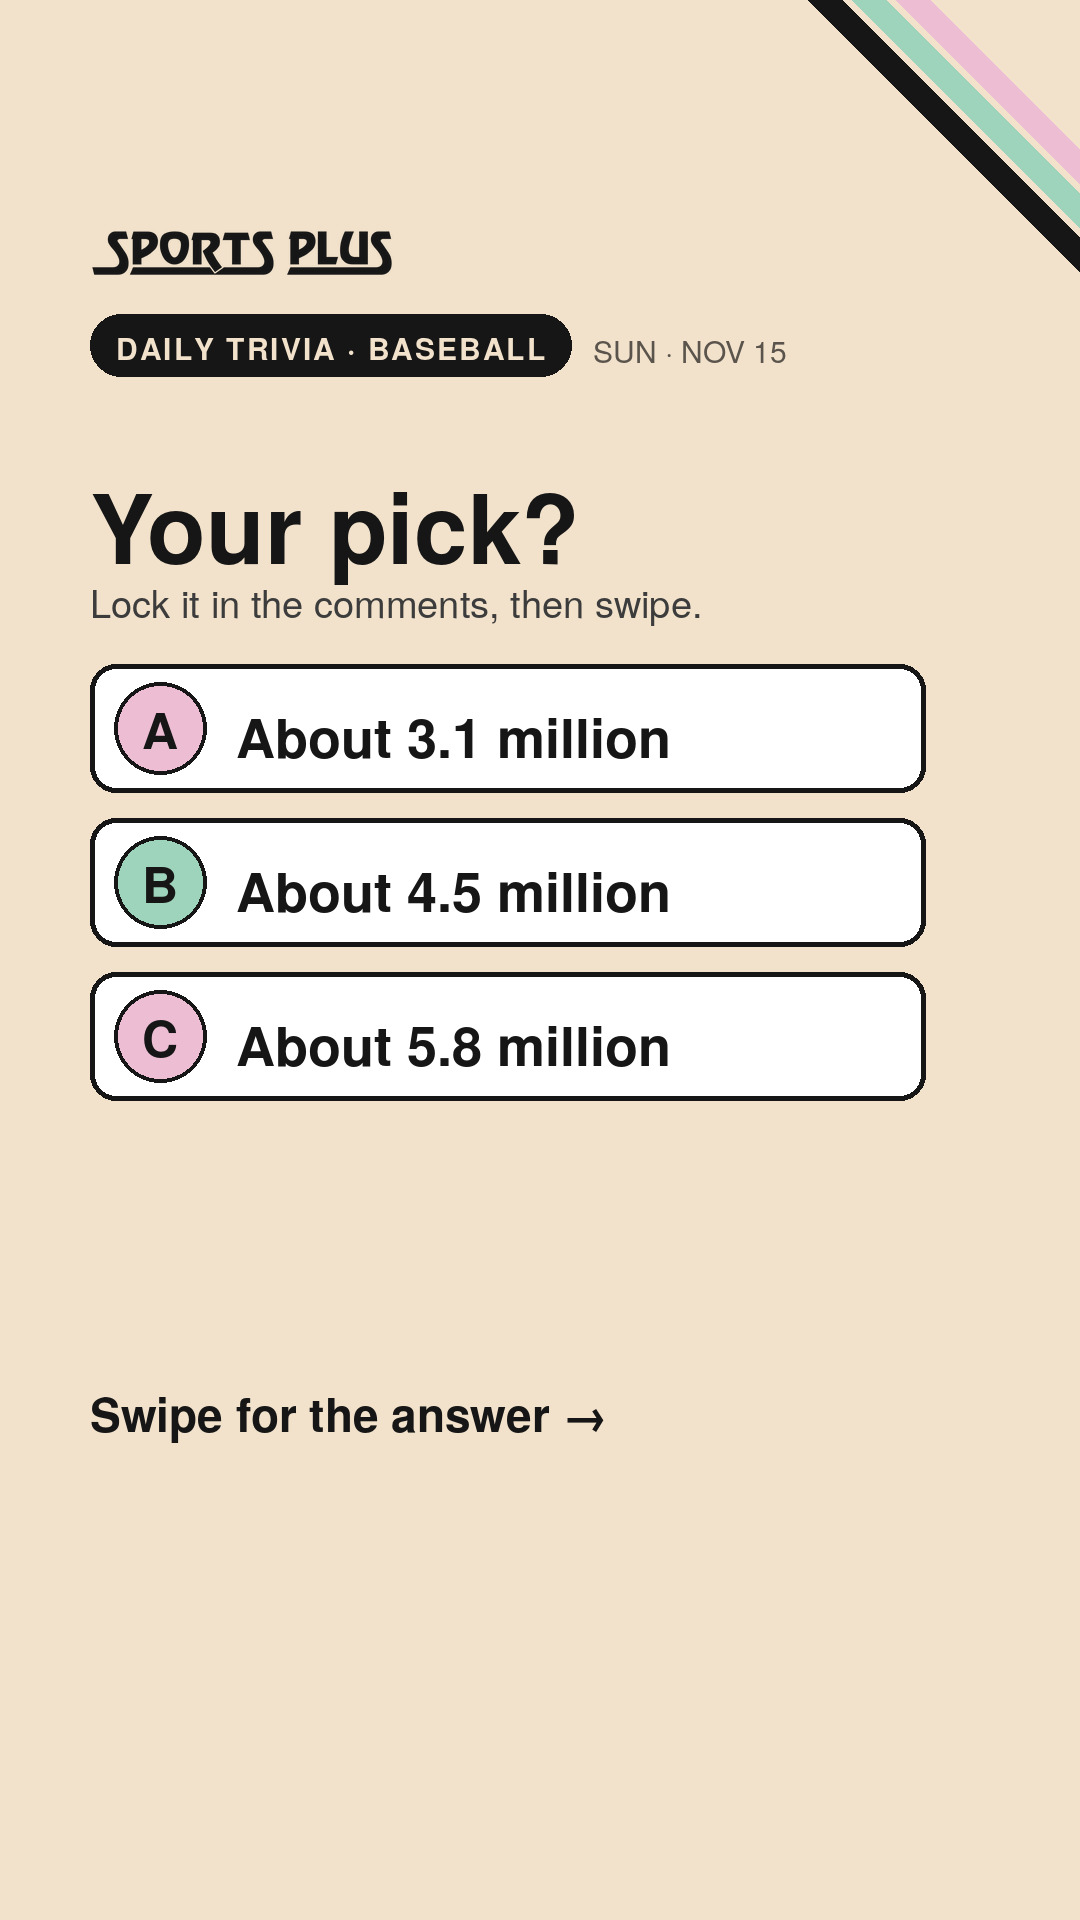 SPORTS PLUS
DAILY TRIVIA · BASEBALL
SUN · NOV 15
Your pick?
Lock it in the comments, then swipe.
A About 3.1 million
B About 4.5 million
C About 5.8 million
Swipe for the answer →